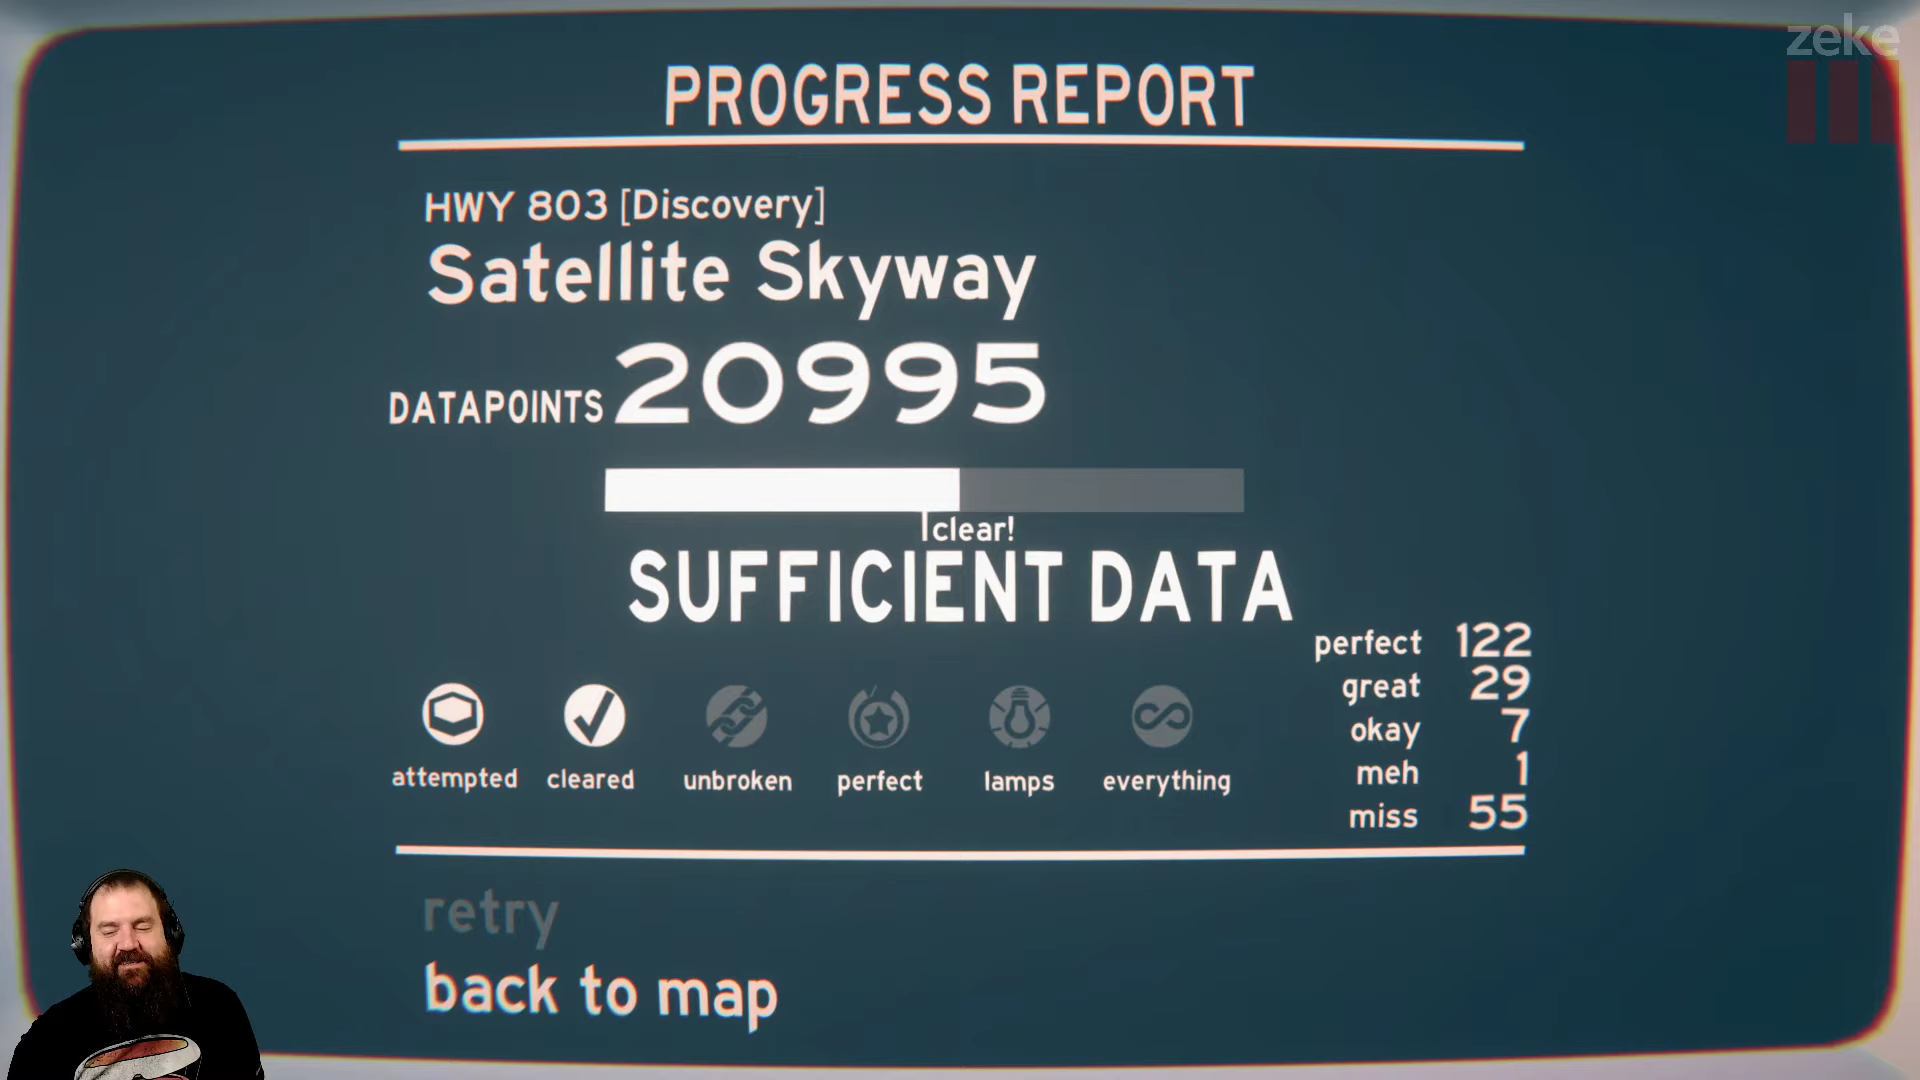 zeke
PROGRESS REPORT
HWY 803 [Discovery]
Satellite Skyway
DATAPOINTS 20995
clear!
SUFFICIENT DATA
perfect 122
great 29
okay 7
meh 1
miss 55
attempted cleared unbroken perfect lamps everything
retry
back to map